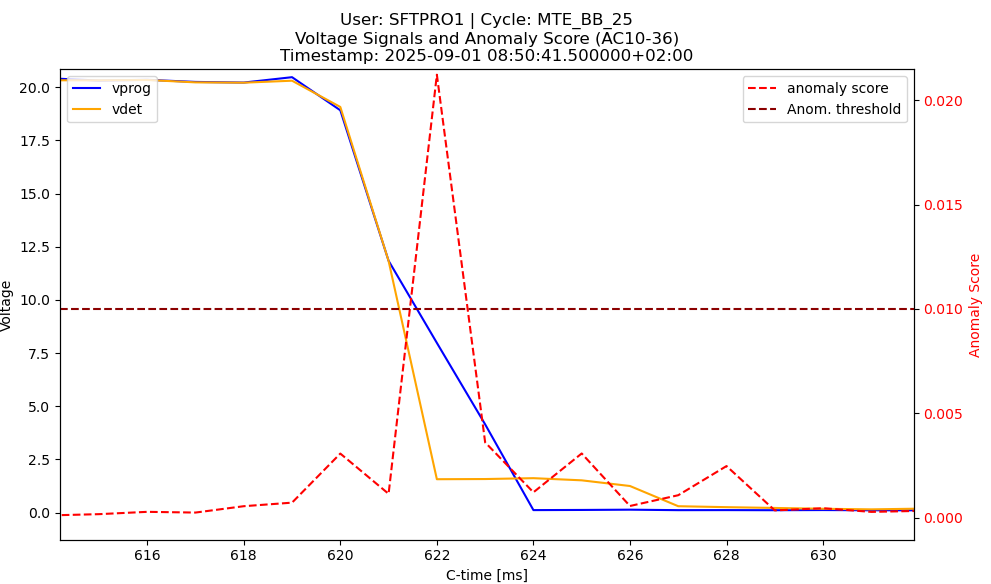 User: SFTPRO1 | Cycle: MTE_BB_25
Voltage Signals and Anomaly Score (AC10-36)
Timestamp: 2025-09-01 08:50:41.500000+02:00
vprog
vdet
anomaly score
Anom. threshold
20.0
17.5
15.0
12.5
10.0
7.5
5.0
2.5
0.0
Voltage
0.020
0.015
0.010
0.005
0.000
Anomaly Score
616 618 620 622 624 626 628 630
C-time [ms]